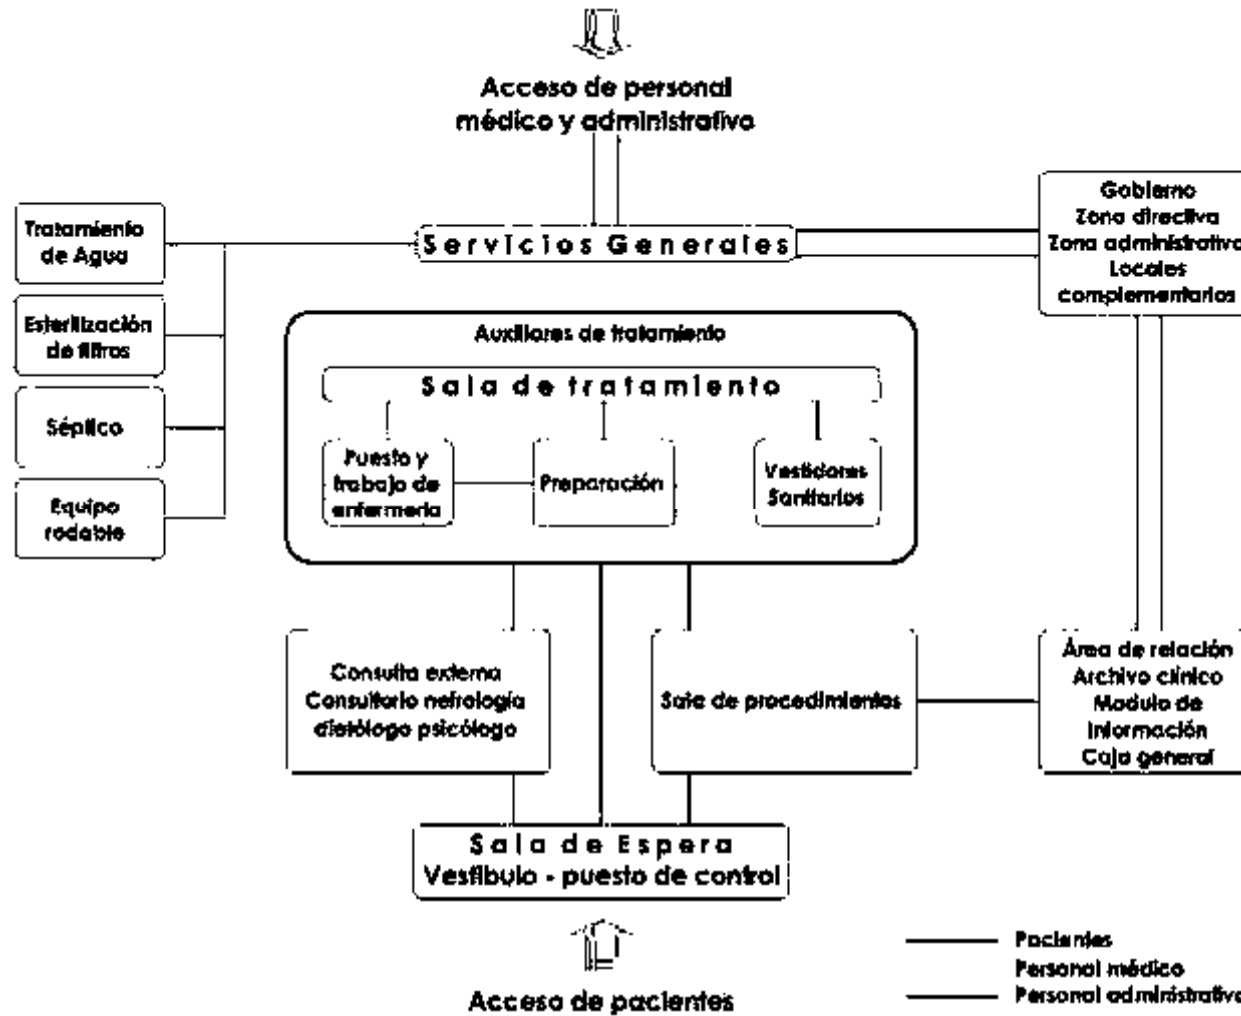 Acceso de personal
médico y administrativo
Gobierno
Zona directiva
Zona administrativa
Locales
complementarios
Tratamiento
de Agua
Servicios Generales
Esterilización
de filtros
Séptico
Equipo
rodable
Auxiliares de tratamiento
Sala de tratamiento
Puesto y
trabajo de
enfermería
Preparación
Vestidores
Sanitarios
Consulta externa
Consultorio nefrología
dietólogo psicólogo
Sala de procedimientos
Área de relación
Archivo clínico
Modulo de
Información
Caja general
Sala de Espera
Vestíbulo - puesto de control
Acceso de pacientes
Pacientes
Personal médico
Personal administrativo